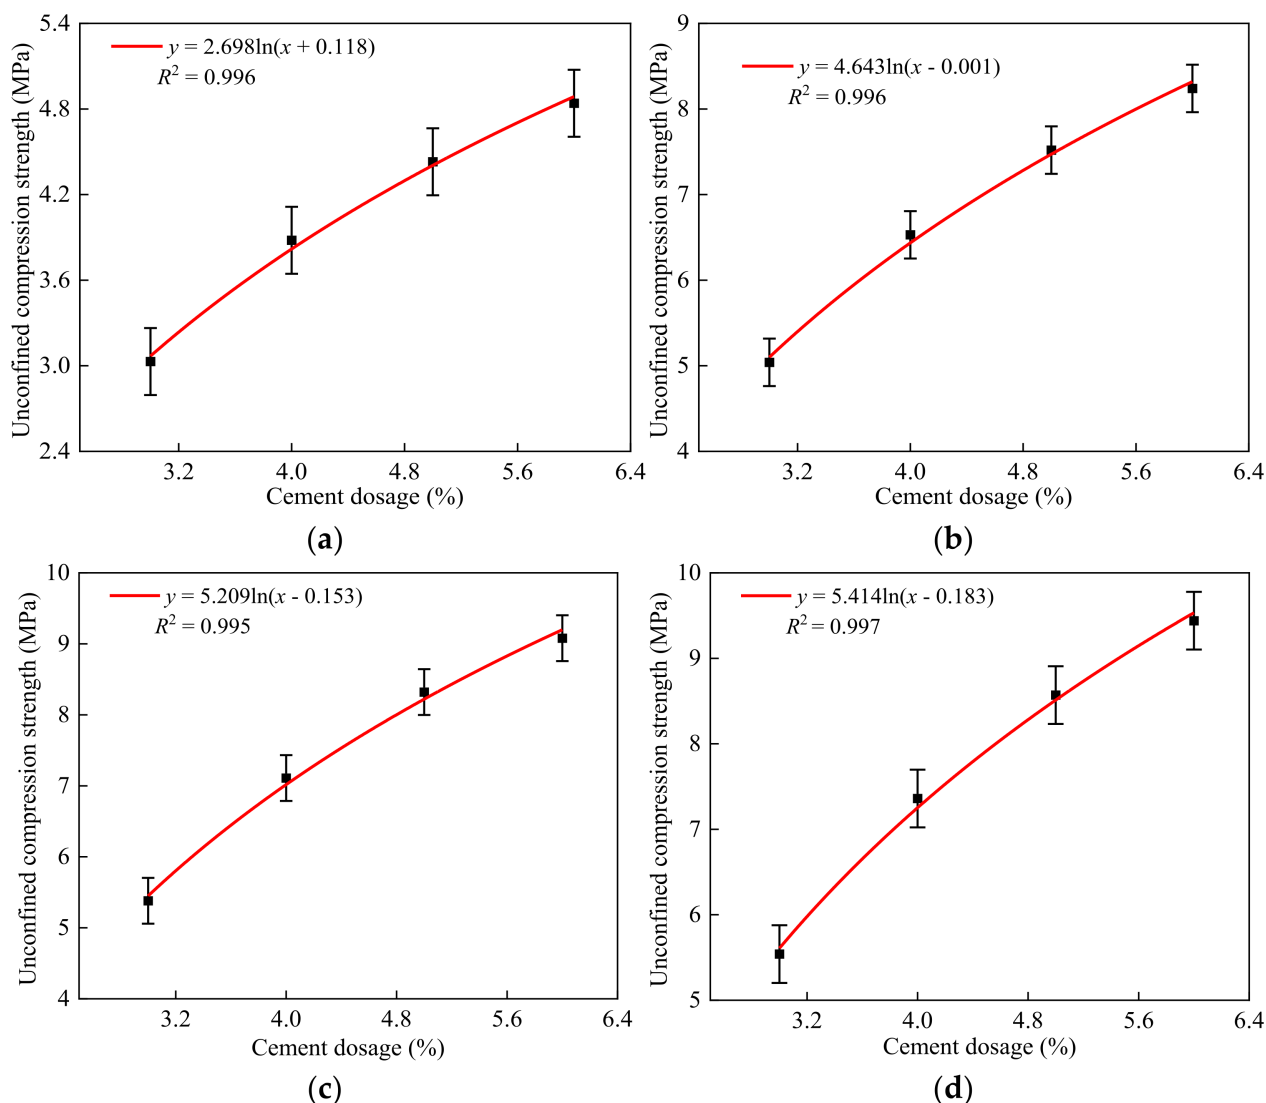 y = 2.698ln(x + 0.118)
R² = 0.996
Unconfined compression strength (MPa)
5.4
4.8
4.2
3.6
3.0
2.4
3.2
4.0
4.8
5.6
6.4
Cement dosage (%)
(a)
y = 4.643ln(x - 0.001)
R² = 0.996
Unconfined compression strength (MPa)
9
8
7
6
5
4
3.2
4.0
4.8
5.6
6.4
Cement dosage (%)
(b)
y = 5.209ln(x - 0.153)
R² = 0.995
Unconfined compression strength (MPa)
10
9
8
7
6
5
4
3.2
4.0
4.8
5.6
6.4
Cement dosage (%)
(c)
y = 5.414ln(x - 0.183)
R² = 0.997
Unconfined compression strength (MPa)
10
9
8
7
6
5
3.2
4.0
4.8
5.6
6.4
Cement dosage (%)
(d)